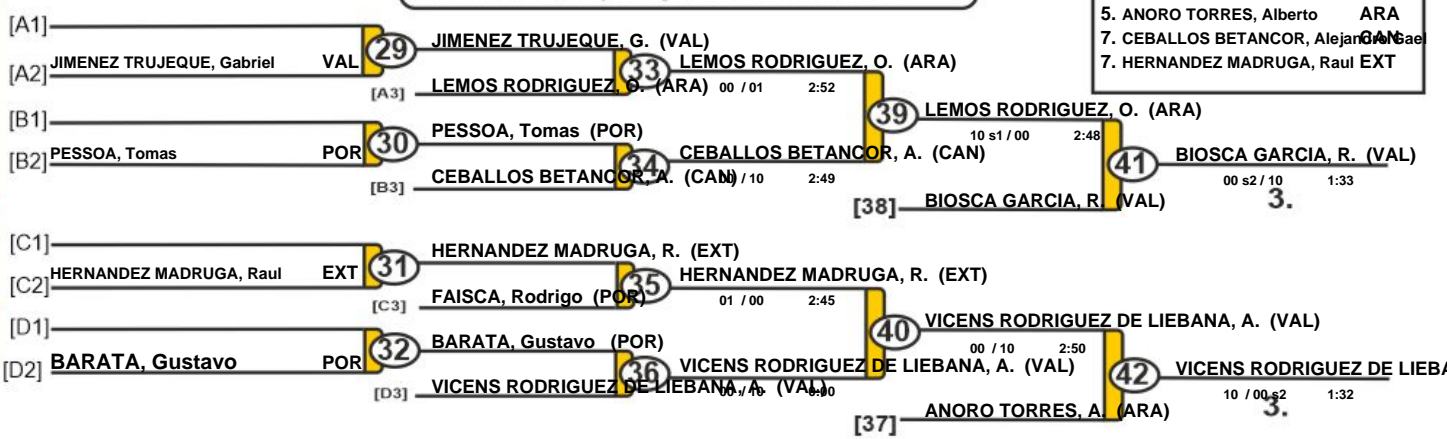 5. ANORO TORRES, Alberto ARA
7. CEBALLOS BETANCOR, Alejandro Gael CAN
7. HERNANDEZ MADRUGA, Raul EXT
[A1]
[A2] JIMENEZ TRUJEQUE, Gabriel VAL
29
JIMENEZ TRUJEQUE, G. (VAL)
[A3] LEMOS RODRIGUEZ, O. (ARA)
33
LEMOS RODRIGUEZ, O. (ARA)
00 / 01 2:52
[B1]
[B2] PESSOA, Tomas POR
30
PESSOA, Tomas (POR)
[B3] CEBALLOS BETANCOR, A. (CAN)
34
CEBALLOS BETANCOR, A. (CAN)
00 / 10 2:49
39
LEMOS RODRIGUEZ, O. (ARA)
10 s1 / 00 2:48
[38] BIOSCA GARCIA, R. (VAL)
41
BIOSCA GARCIA, R. (VAL)
00 s2 / 10 1:33
3.
[C1]
[C2] HERNANDEZ MADRUGA, Raul EXT
31
HERNANDEZ MADRUGA, R. (EXT)
[C3] FAISCA, Rodrigo (POR)
35
HERNANDEZ MADRUGA, R. (EXT)
01 / 00 2:45
[D1]
[D2] BARATA, Gustavo POR
32
BARATA, Gustavo (POR)
[D3] VICENS RODRIGUEZ DE LIEBANA, A. (VAL)
36
VICENS RODRIGUEZ DE LIEBANA, A. (VAL)
00 / 10 0:00
40
VICENS RODRIGUEZ DE LIEBANA, A. (VAL)
00 / 10 2:50
[37] ANORO TORRES, A. (ARA)
42
VICENS RODRIGUEZ DE
10 / 00 s2 1:32
3.